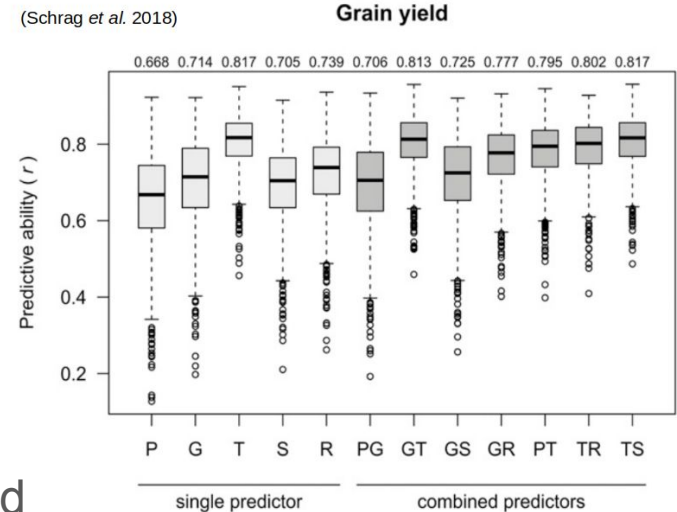 (Schrag et al. 2018)
Grain yield
0.668 0.714 0.817 0.705 0.739 0.706 0.813 0.725 0.777 0.795 0.802 0.817
Predictive ability ( r )
0.8
0.6
0.4
0.2
P G T S R PG GT GS GR PT TR TS
single predictor combined predictors
d